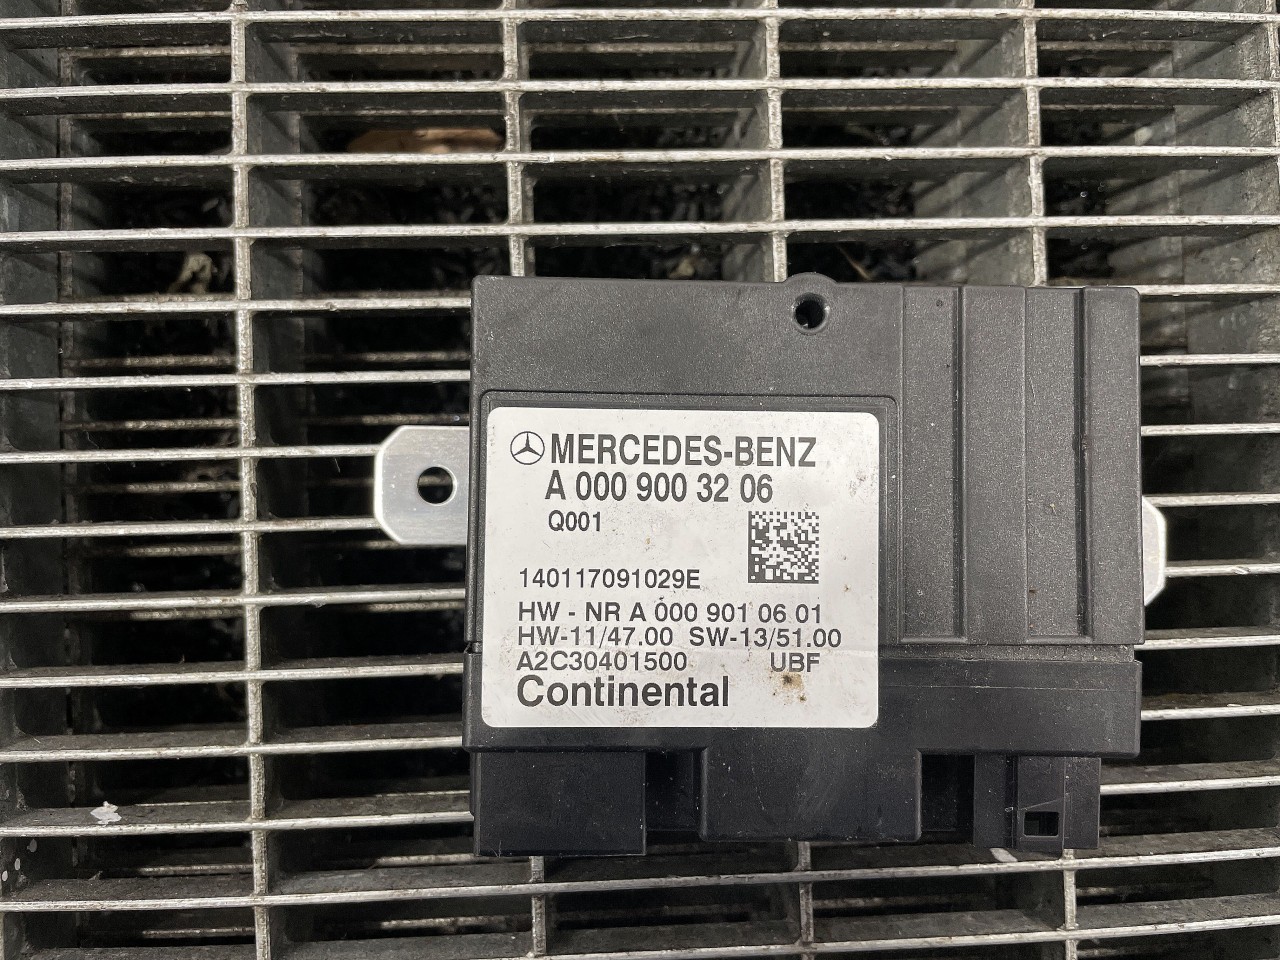 MERCEDES-BENZ
A 000 900 32 06
Q001
140117091029E
HW - NR A 000 901 06 01
HW-11/47.00 SW-13/51.00
A2C30401500 UBF
Continental